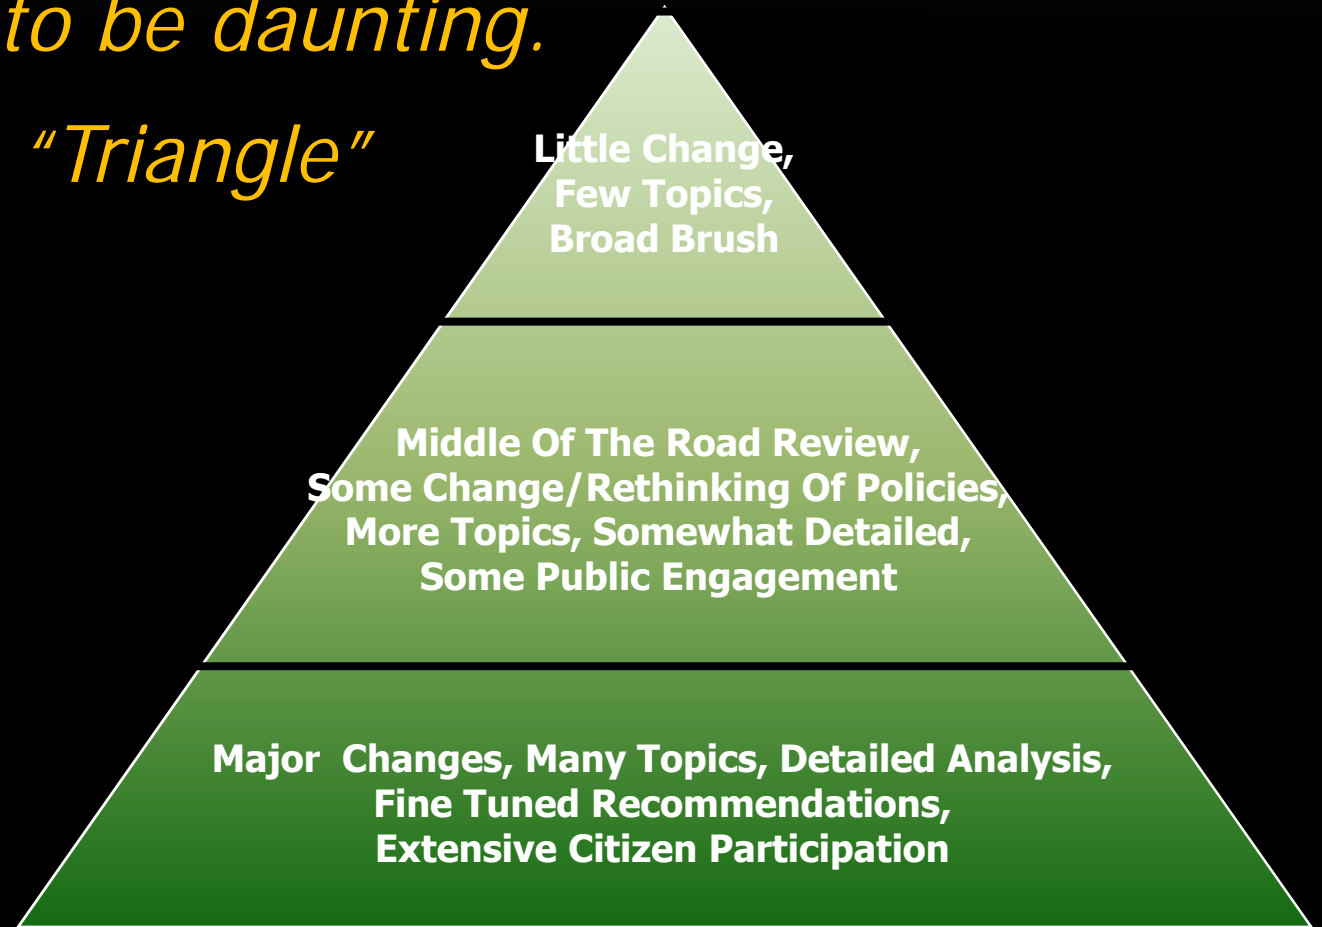 to be daunting.
“Triangle”
Little Change,
Few Topics,
Broad Brush
Middle Of The Road Review,
Some Change/Rethinking Of Policies,
More Topics, Somewhat Detailed,
Some Public Engagement
Major  Changes, Many Topics, Detailed Analysis,
Fine Tuned Recommendations,
Extensive Citizen Participation